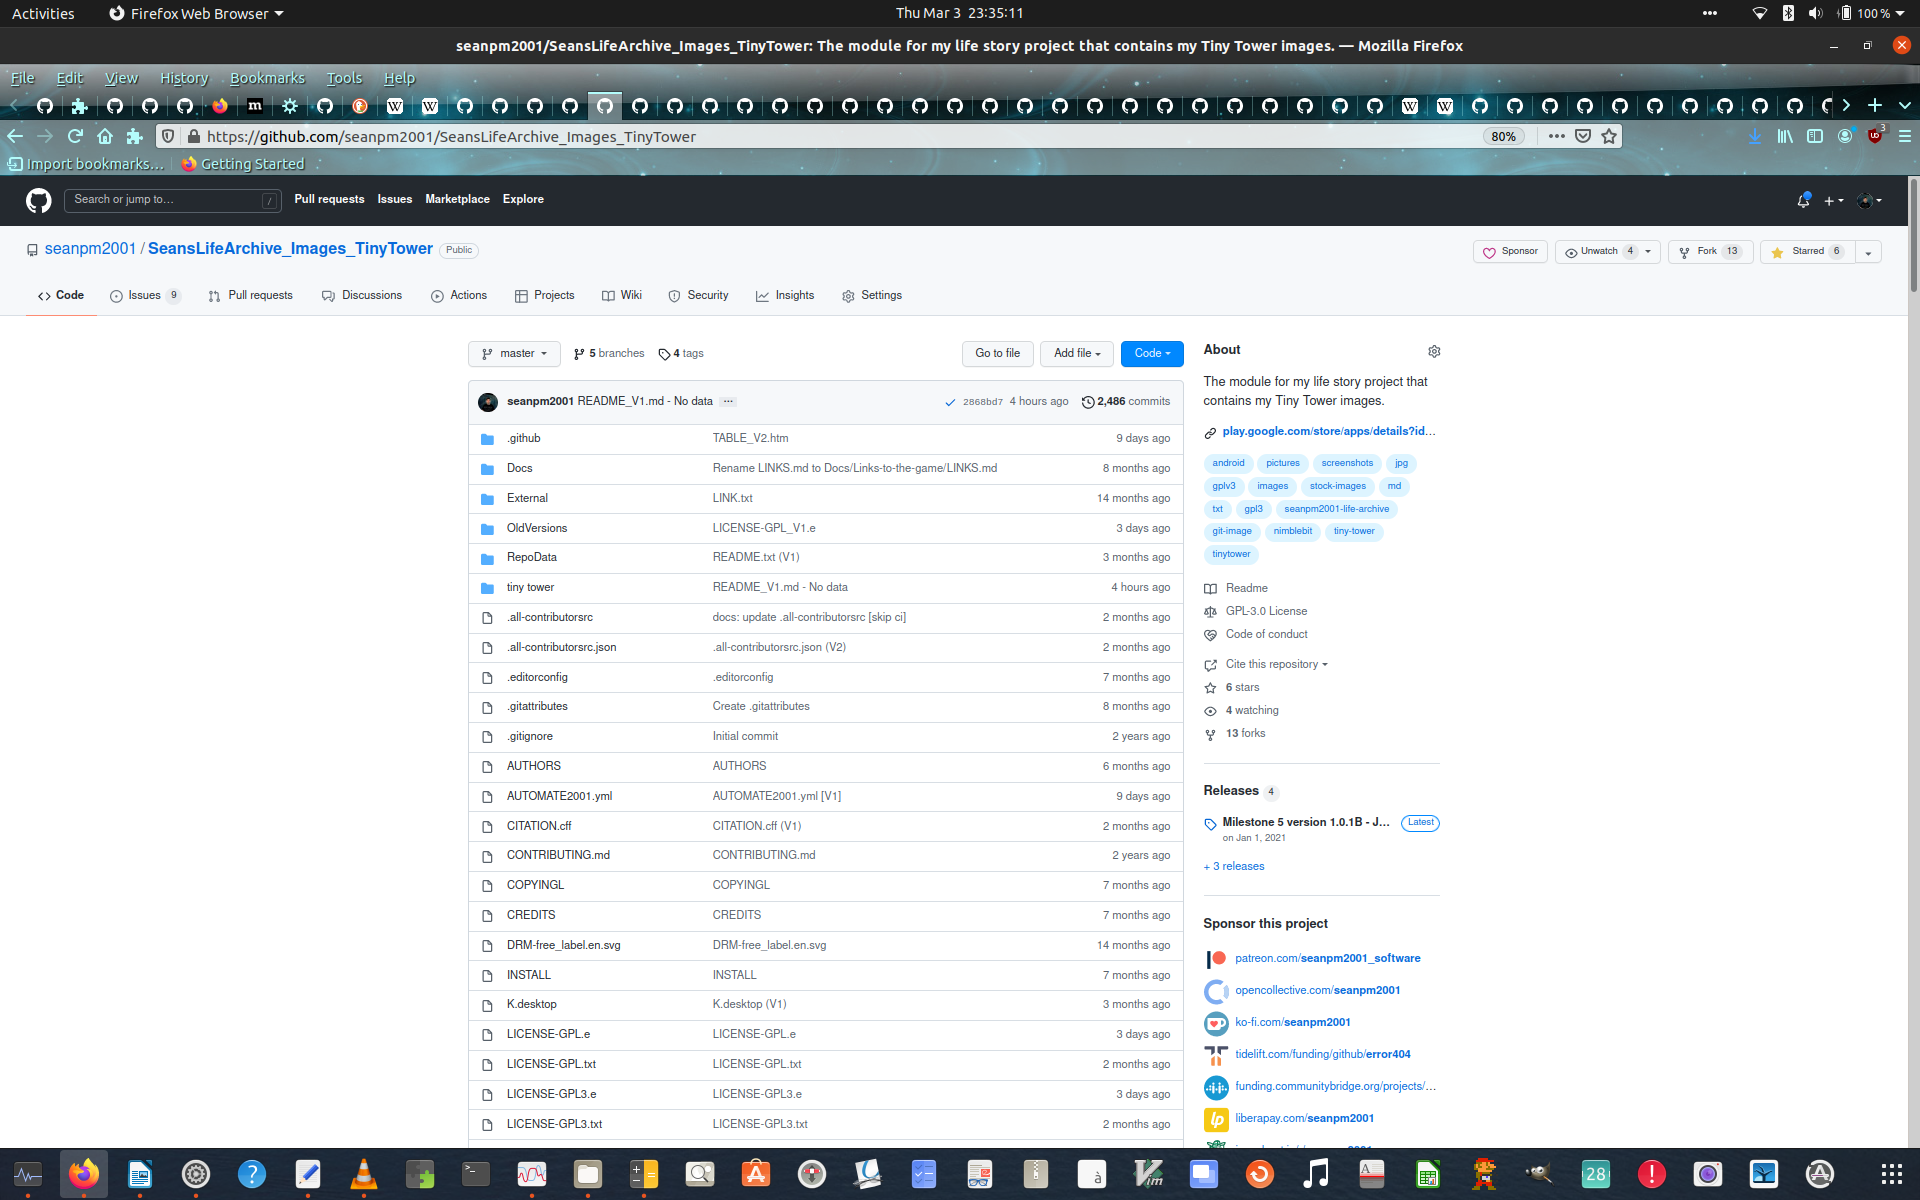 Activities
Firefox Web Browser
Thu Mar 3 23:35:11
100 %
seanpm2001/SeansLifeArchive_Images_TinyTower: The module for my life story project that contains my Tiny Tower images. — Mozilla Firefox
File Edit View History Bookmarks Tools Help
https://github.com/seanpm2001/SeansLifeArchive_Images_TinyTower
80%
3
Import bookmarks...
Getting Started
Search or jump to...
/
Pull requests Issues Marketplace Explore
seanpm2001 / SeansLifeArchive_Images_TinyTower Public
Sponsor
Unwatch 4
Fork 13
Starred 6
Code
Issues 9
Pull requests
Discussions
Actions
Projects
Wiki
Security
Insights
Settings
master
5 branches
4 tags
Go to file
Add file
Code
seanpm2001 README_V1.md - No data ... 2868bd7 4 hours ago 2,486 commits
.github TABLE_V2.htm 9 days ago
Docs Rename LINKS.md to Docs/Links-to-the-game/LINKS.md 8 months ago
External LINK.txt 14 months ago
OldVersions LICENSE-GPL_V1.e 3 days ago
RepoData README.txt (V1) 3 months ago
tiny tower README_V1.md - No data 4 hours ago
.all-contributorsrc docs: update .all-contributorsrc [skip ci] 2 months ago
.all-contributorsrc.json .all-contributorsrc.json (V2) 2 months ago
.editorconfig .editorconfig 7 months ago
.gitattributes Create .gitattributes 8 months ago
.gitignore Initial commit 2 years ago
AUTHORS AUTHORS 6 months ago
AUTOMATE2001.yml AUTOMATE2001.yml [V1] 9 days ago
CITATION.cff CITATION.cff (V1) 2 months ago
CONTRIBUTING.md CONTRIBUTING.md 2 years ago
COPYINGL COPYINGL 7 months ago
CREDITS CREDITS 7 months ago
DRM-free_label.en.svg DRM-free_label.en.svg 14 months ago
INSTALL INSTALL 7 months ago
K.desktop K.desktop (V1) 3 months ago
LICENSE-GPL.e LICENSE-GPL.e 3 days ago
LICENSE-GPL.txt LICENSE-GPL.txt 2 months ago
LICENSE-GPL3.e LICENSE-GPL3.e 3 days ago
LICENSE-GPL3.txt LICENSE-GPL3.txt 2 months ago
About
The module for my life story project that
contains my Tiny Tower images.
play.google.com/store/apps/details?id...
android pictures screenshots jpg
gplv3 images stock-images md
txt gpl3 seanpm2001-life-archive
git-image nimblebit tiny-tower
tinytower
Readme
GPL-3.0 License
Code of conduct
Cite this repository
6 stars
4 watching
13 forks
Releases 4
Milestone 5 version 1.0.1B - J... Latest
on Jan 1, 2021
+ 3 releases
Sponsor this project
patreon.com/seanpm2001_software
opencollective.com/seanpm2001
ko-fi.com/seanpm2001
tidelift.com/funding/github/error404
funding.communitybridge.org/projects/...
lp liberapay.com/seanpm2001
28